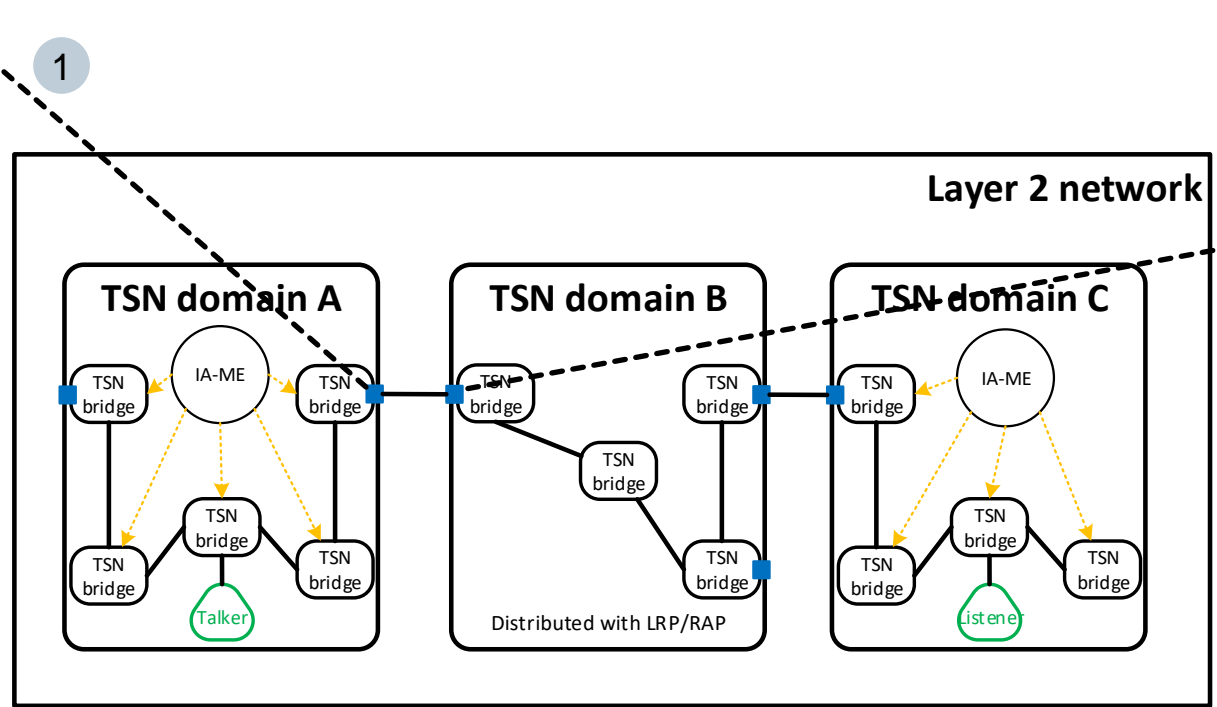 1
Layer 2 network
TSN domain A
TSN domain B
TSN domain C
TSN
bridge
IA-ME
TSN
bridge
TSN
bridge
TSN
bridge
TSN
bridge
IA-ME
TSN
bridge
TSN
bridge
TSN
bridge
TSN
bridge
TSN
bridge
TSN
bridge
TSN
bridge
TSN
bridge
TSN
bridge
Talker
Distributed with LRP/RAP
Listener